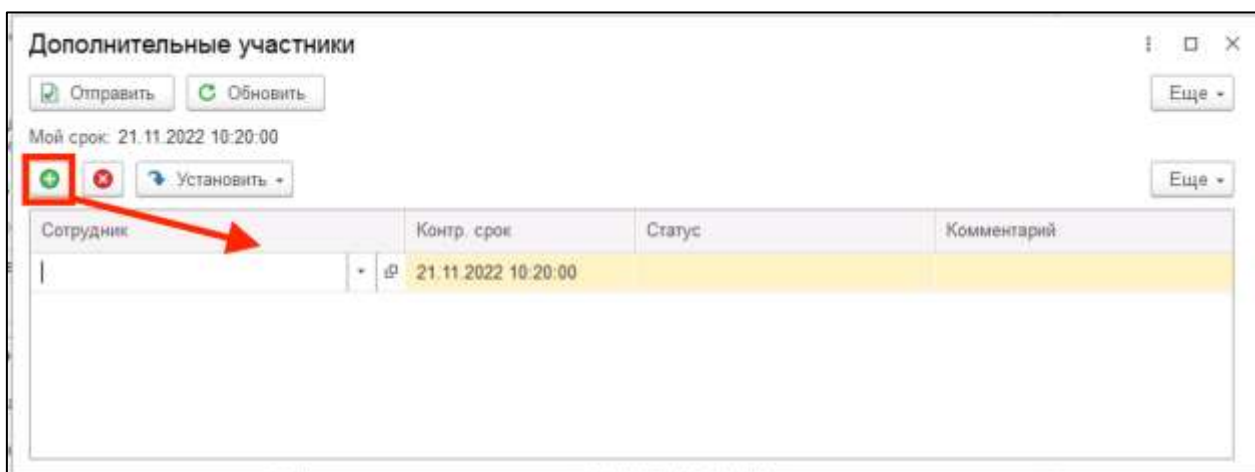 Дополнительные участники
Отправить Обновить Еще
Мой срок: 21.11.2022 10:20:00
Установить Еще
Сотрудник Контр. срок Статус Комментарий
21.11.2022 10:20:00